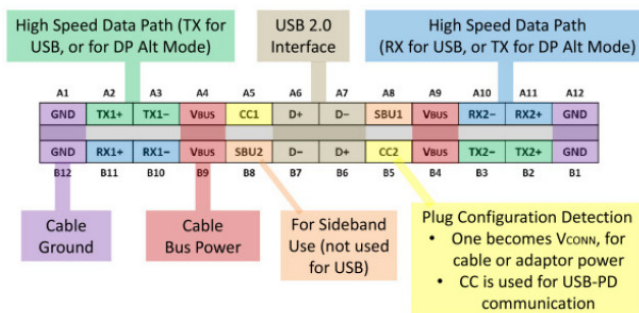 High Speed Data Path (TX for
USB, or for DP Alt Mode)
USB 2.0
Interface
High Speed Data Path
(RX for USB, or TX for DP Alt Mode)
A1 A2 A3 A4 A5 A6 A7 A8 A9 A10 A11 A12
GND TX1+ TX1− VBUS CC1 D+ D− SBU1 VBUS RX2− RX2+ GND
GND RX1+ RX1− VBUS SBU2 D− D+ CC2 VBUS TX2− TX2+ GND
B12 B11 B10 B9 B8 B7 B6 B5 B4 B3 B2 B1
Cable
Ground
Cable
Bus Power
For Sideband
Use (not used
for USB)
Plug Configuration Detection
• One becomes VCONN, for
cable or adaptor power
• CC is used for USB-PD
communication